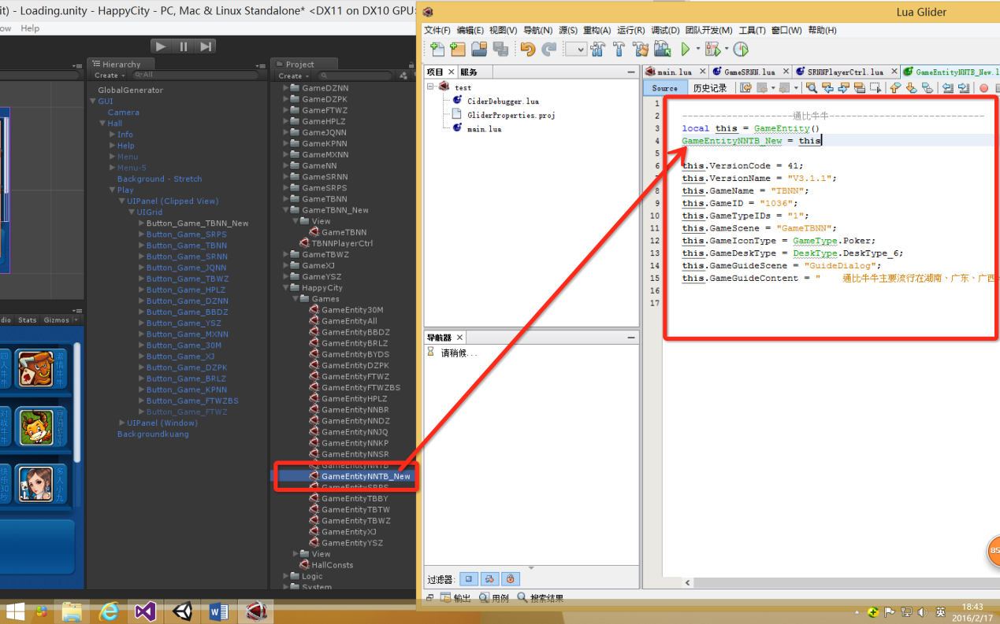 it) - Loading.unity - HappyCity - PC, Mac & Linux Standalone* <DX11 on DX10 GPU>
ow Help
Hierarchy
Create
All
GlobalGenerator
GUI
Camera
Hall
Info
Help
Menu
Menu-5
Background - Stretch
Play
UIPanel (Clipped View)
UIGrid
Button_Game_TBNN_New
Button_Game_SRPS
Button_Game_TBNN
Button_Game_SRNN
Button_Game_JQNN
Button_Game_TBWZ
Button_Game_HPLZ
Button_Game_DZNN
Button_Game_BBDZ
Button_Game_YSZ
Button_Game_MXNN
Button_Game_30M
Button_Game_XJ
Button_Game_DZPK
Button_Game_BRLZ
Button_Game_KPNN
Button_Game_FTWZBS
Button_Game_FTWZ
UIPanel (Window)
Backgroundkuang
dio Stats Gizmos
Project
Create
GameDZNN
GameDZPK
GameFTWZ
GameHPLZ
GameJQNN
GameKPNN
GameMXNN
GameNN
GameSRNN
GameSRPS
GameTBNN
GameTBNN_New
View
GameTBNN
TBNNPlayerCtrl
GameTBWZ
GameXJ
GameYSZ
HappyCity
Games
GameEntity30M
GameEntityAll
GameEntityBBDZ
GameEntityBRLZ
GameEntityBYDS
GameEntityDZPK
GameEntityFTWZ
GameEntityFTWZBS
GameEntityHPLZ
GameEntityNNBR
GameEntityNNDZ
GameEntityNNJQ
GameEntityNNKP
GameEntityNNSR
GameEntityNNTB
GameEntityNNTB_New
GameEntitySRPS
GameEntityTBBY
GameEntityTBTW
GameEntityTBWZ
GameEntityXJ
GameEntityYSZ
View
HallConsts
Logic
System
Lua Glider
文件(F) 编辑(E) 视图(V) 导航(N) 源(S) 重构(A) 运行(R) 调试(D) 团队开发(M) 工具(T) 窗口(W) 帮助(H)
项目 服务
test
CiderDebugger.lua
GliderProperties.proj
main.lua
导航器
请稍候...
过滤器:
输出 用例 搜索结果
main.lua GameSRNN.lua SRNNPlayerCtrl.lua GameEntityNNTB_New.l
Source 历史记录
1
2 ---------------------通比牛牛-----------------------------
3 local this = GameEntity()
4 GameEntityNNTB_New = this
5
6 this.VersionCode = 41;
7 this.VersionName = "V3.1.1";
8 this.GameName = "TBNN";
9 this.GameID = "1036";
10 this.GameTypeIDs = "1";
11 this.GameScene = "GameTBNN";
12 this.GameIconType = GameType.Poker;
13 this.GameDeskType = DeskType.DeskType_6;
14 this.GameGuideScene = "GuideDialog";
15 this.GameGuideContent = " 通比牛牛主要流行在湖南、广东、广西
16
17
85
英
18:43
2016/2/17